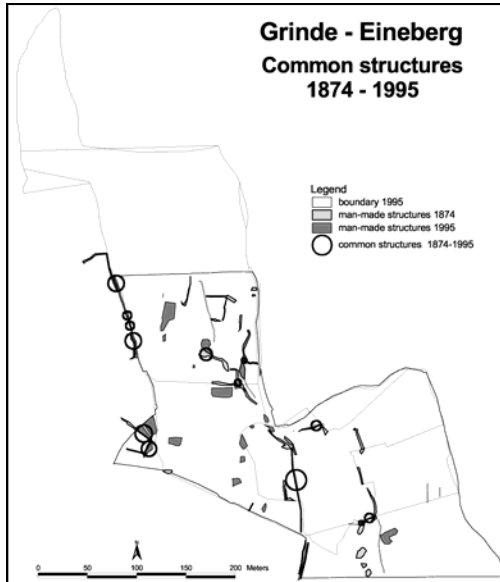 Grinde - Eineberg
Common structures
1874 - 1995
Legend
boundary 1995
man-made structures 1874
man-made structures 1995
common structures 1874-1995
N
0 50 100 200 Meters